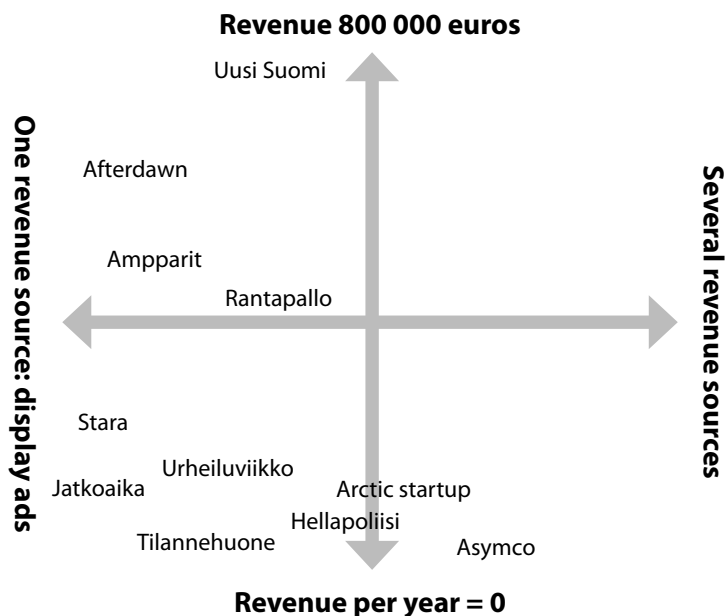 Revenue 800 000 euros
Uusi Suomi
Afterdawn
Ampparit
Rantapallo
One revenue source: display ads
Several revenue sources
Stara
Urheiluviikko
Jatkoaika
Arctic startup
Hellapoliisi
Tilannehuone
Asymco
Revenue per year = 0